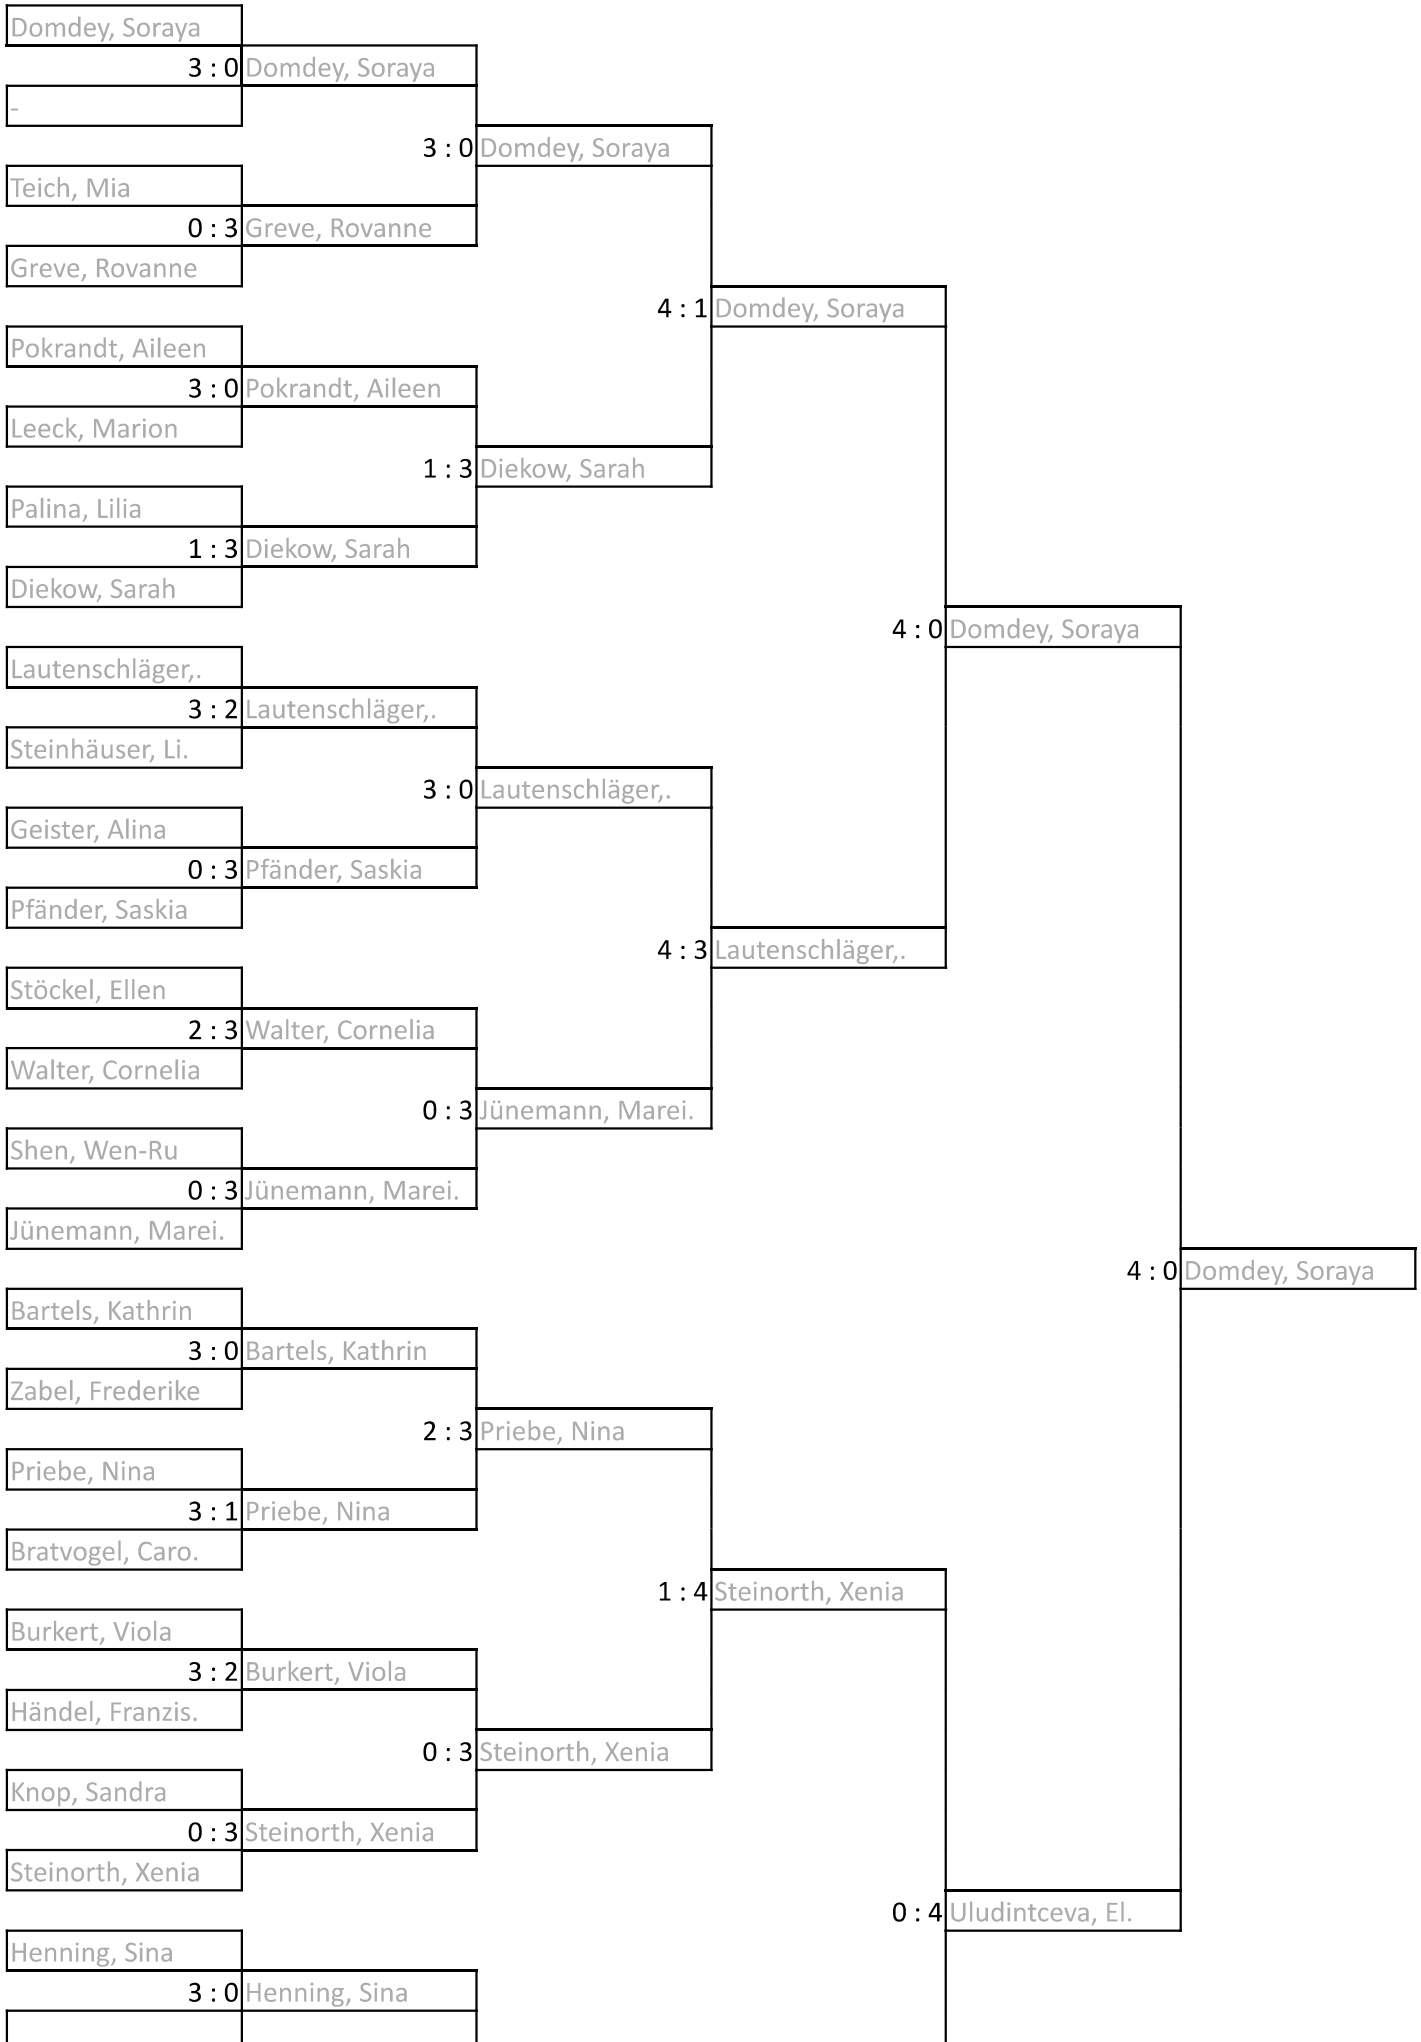 Domdey, Soraya
3 : 0 Domdey, Soraya
-
3 : 0 Domdey, Soraya
Teich, Mia
0 : 3 Greve, Rovanne
Greve, Rovanne
4 : 1 Domdey, Soraya
Pokrandt, Aileen
3 : 0 Pokrandt, Aileen
Leeck, Marion
1 : 3 Diekow, Sarah
Palina, Lilia
1 : 3 Diekow, Sarah
Diekow, Sarah
4 : 0 Domdey, Soraya
Lautenschläger,.
3 : 2 Lautenschläger,.
Steinhäuser, Li.
3 : 0 Lautenschläger,.
Geister, Alina
0 : 3 Pfänder, Saskia
Pfänder, Saskia
4 : 3 Lautenschläger,.
Stöckel, Ellen
2 : 3 Walter, Cornelia
Walter, Cornelia
0 : 3 Jünemann, Marei.
Shen, Wen-Ru
0 : 3 Jünemann, Marei.
Jünemann, Marei.
4 : 0 Domdey, Soraya
Bartels, Kathrin
3 : 0 Bartels, Kathrin
Zabel, Frederike
2 : 3 Priebe, Nina
Priebe, Nina
3 : 1 Priebe, Nina
Bratvogel, Caro.
1 : 4 Steinorth, Xenia
Burkert, Viola
3 : 2 Burkert, Viola
Händel, Franzis.
0 : 3 Steinorth, Xenia
Knop, Sandra
0 : 3 Steinorth, Xenia
Steinorth, Xenia
0 : 4 Uludintceva, El.
Henning, Sina
3 : 0 Henning, Sina